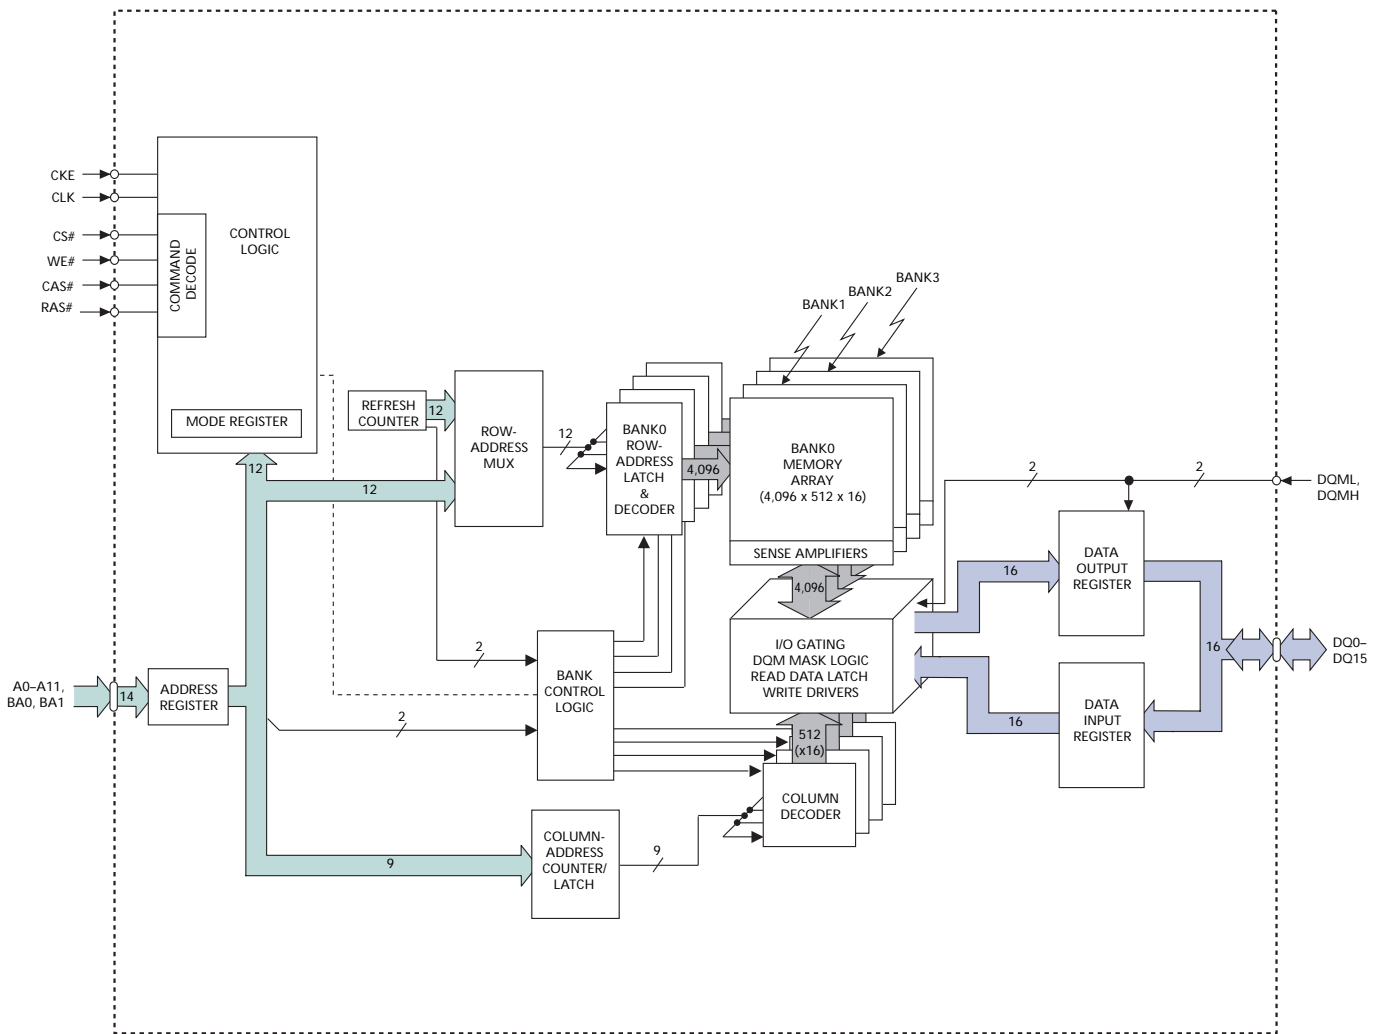 CKE
CLK
CS#
WE#
CAS#
RAS#
COMMAND
DECODE
CONTROL
LOGIC
MODE REGISTER
12
BANK1
BANK2
BANK3
REFRESH
COUNTER
12
12
ROW-
ADDRESS
MUX
12
BANK0
ROW-
ADDRESS
LATCH
&
DECODER
4,096
BANK0
MEMORY
ARRAY
(4,096 x 512 x 16)
SENSE AMPLIFIERS
4,096
2
2
DQML,
DQMH
DATA
OUTPUT
REGISTER
16
I/O GATING
DQM MASK LOGIC
READ DATA LATCH
WRITE DRIVERS
16
DQ0–
DQ15
16
DATA
INPUT
REGISTER
A0–A11,
BA0, BA1
14
ADDRESS
REGISTER
2
2
BANK
CONTROL
LOGIC
512
(x16)
COLUMN
DECODER
9
COLUMN-
ADDRESS
COUNTER/
LATCH
9